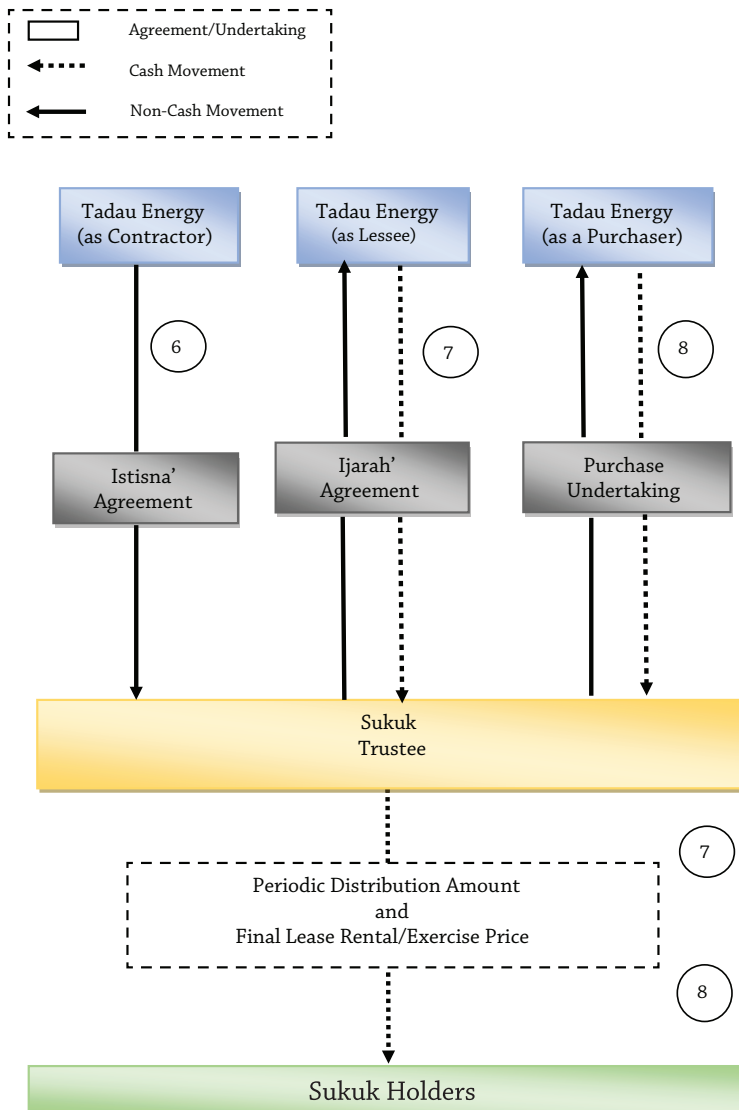 Agreement/Undertaking
Cash Movement
Non-Cash Movement
Tadau Energy
(as Contractor)
Tadau Energy
(as Lessee)
Tadau Energy
(as a Purchaser)
6
7
8
Istisna’
Agreement
Ijarah’
Agreement
Purchase
Undertaking
Sukuk
Trustee
7
Periodic Distribution Amount
and
Final Lease Rental/Exercise Price
8
Sukuk Holders